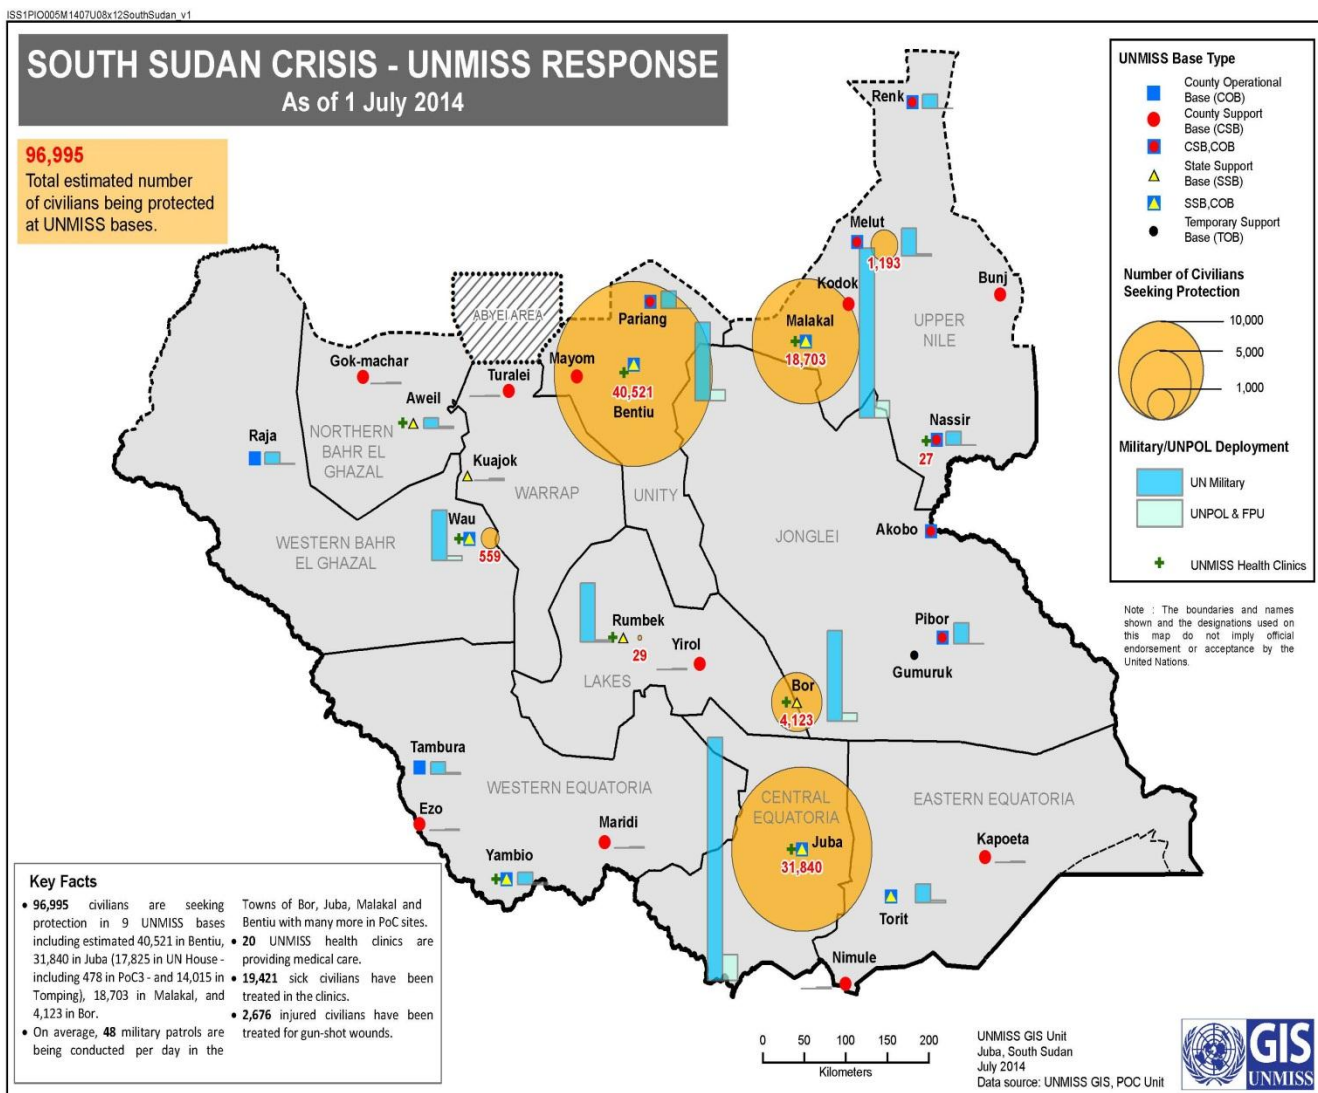 ISS1PIO005M1407U08x12SouthSudan_v1
SOUTH SUDAN CRISIS - UNMISS RESPONSE
As of 1 July 2014
96,995
Total estimated number
of civilians being protected
at UNMISS bases.
UNMISS Base Type
County Operational
Base (COB)
County Support
Base (CSB)
CSB,COB
State Support
Base (SSB)
SSB,COB
Temporary Support
Base (TOB)
Number of Civilians
Seeking Protection
10,000
5,000
1,000
Military/UNPOL Deployment
UN Military
UNPOL & FPU
UNMISS Health Clinics
Note : The boundaries and names
shown and the designations used on
this map do not imply official
endorsement or acceptance by the
United Nations.
Renk
Melut
1,193
Bunj
Kodok
UPPER
NILE
Malakal
18,703
Pariang
ABYEI AREA
Mayom
40,521
Bentiu
Gok-machar
Turalei
Aweil
NORTHERN
BAHR EL
GHAZAL
Raja
Nassir
27
Kuajok
WARRAP
UNITY
Wau
559
WESTERN BAHR
EL GHAZAL
JONGLEI
Akobo
Rumbek
29
Yirol
LAKES
Pibor
Gumuruk
Bor
4,123
Tambura
WESTERN EQUATORIA
CENTRAL
EQUATORIA
EASTERN EQUATORIA
Ezo
Maridi
Juba
31,840
Kapoeta
Yambio
Torit
Nimule
Key Facts
• 96,995 civilians are seeking
protection in 9 UNMISS bases
including estimated 40,521 in Bentiu,
31,840 in Juba (17,825 in UN House -
including 478 in PoC3 - and 14,015 in
Tomping), 18,703 in Malakal, and
4,123 in Bor.
• On average, 48 military patrols are
being conducted per day in the
Towns of Bor, Juba, Malakal and
Bentiu with many more in PoC sites.
• 20 UNMISS health clinics are
providing medical care.
• 19,421 sick civilians have been
treated in the clinics.
• 2,676 injured civilians have been
treated for gun-shot wounds.
0 50 100 150 200
Kilometers
UNMISS GIS Unit
Juba, South Sudan
July 2014
Data source: UNMISS GIS, POC Unit
GIS
UNMISS